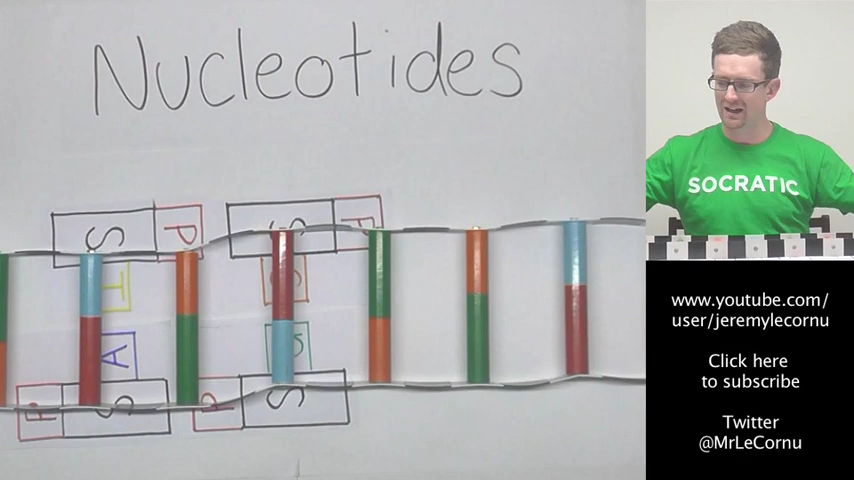 Nucleotides
SOCRATIC
S P S P
T C
A G
P S P S
www.youtube.com/
user/jeremylecornu
Click here
to subscribe
Twitter
@MrLeCornu